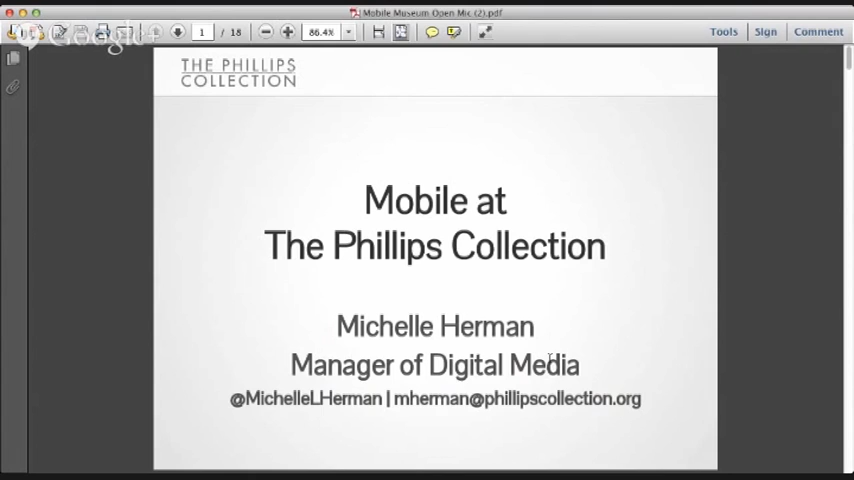 Mobile Museum Open Mic (2).pdf
Google+
1 / 18
86.4%
Tools Sign Comment
THE PHILLIPS
COLLECTION
Mobile at
The Phillips Collection
Michelle Herman
Manager of Digital Media
@MichelleLHerman | mherman@phillipscollection.org